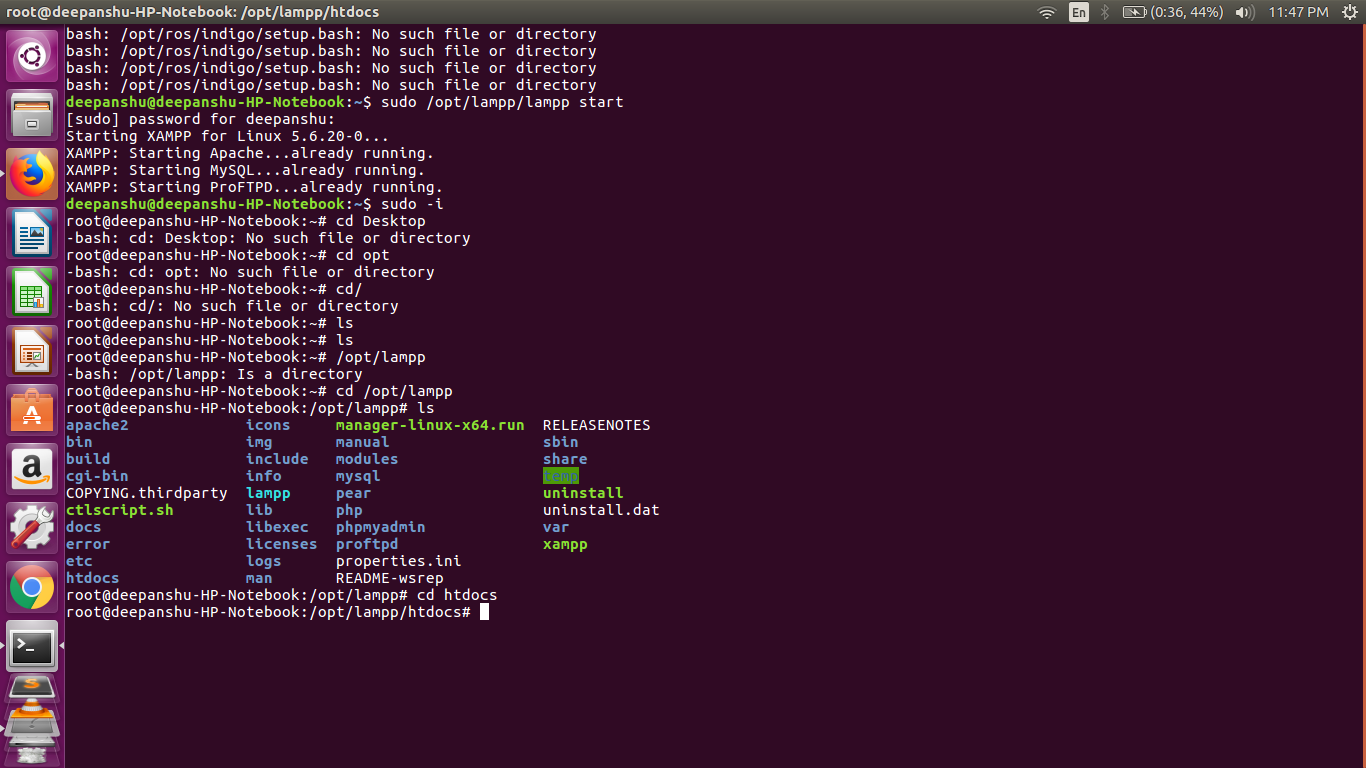 root@deepanshu-HP-Notebook: /opt/lampp/htdocs En (0:36, 44%) 11:47 PM
bash: /opt/ros/indigo/setup.bash: No such file or directory
bash: /opt/ros/indigo/setup.bash: No such file or directory
bash: /opt/ros/indigo/setup.bash: No such file or directory
bash: /opt/ros/indigo/setup.bash: No such file or directory
deepanshu@deepanshu-HP-Notebook:~$ sudo /opt/lampp/lampp start
[sudo] password for deepanshu:
Starting XAMPP for Linux 5.6.20-0...
XAMPP: Starting Apache...already running.
XAMPP: Starting MySQL...already running.
XAMPP: Starting ProFTPD...already running.
deepanshu@deepanshu-HP-Notebook:~$ sudo -i
root@deepanshu-HP-Notebook:~# cd Desktop
-bash: cd: Desktop: No such file or directory
root@deepanshu-HP-Notebook:~# cd opt
-bash: cd: opt: No such file or directory
root@deepanshu-HP-Notebook:~# cd/
-bash: cd/: No such file or directory
root@deepanshu-HP-Notebook:~# ls
root@deepanshu-HP-Notebook:~# ls
root@deepanshu-HP-Notebook:~# /opt/lampp
-bash: /opt/lampp: Is a directory
root@deepanshu-HP-Notebook:~# cd /opt/lampp
root@deepanshu-HP-Notebook:/opt/lampp# ls
apache2 icons manager-linux-x64.run RELEASENOTES
bin img manual sbin
build include modules share
cgi-bin info mysql temp
COPYING.thirdparty lampp pear uninstall
ctlscript.sh lib php uninstall.dat
docs libexec phpmyadmin var
error licenses proftpd xampp
etc logs properties.ini
htdocs man README-wsrep
root@deepanshu-HP-Notebook:/opt/lampp# cd htdocs
root@deepanshu-HP-Notebook:/opt/lampp/htdocs#